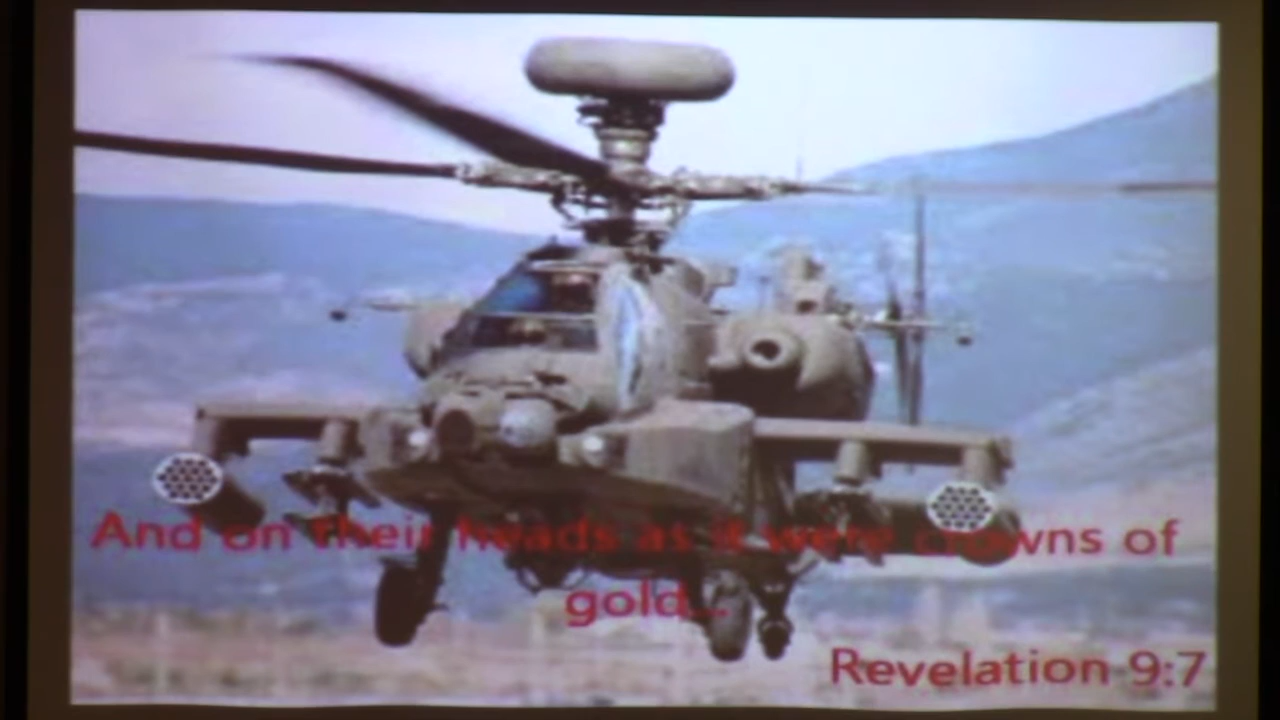 And on their heads as it were crowns of
gold...
Revelation 9:7